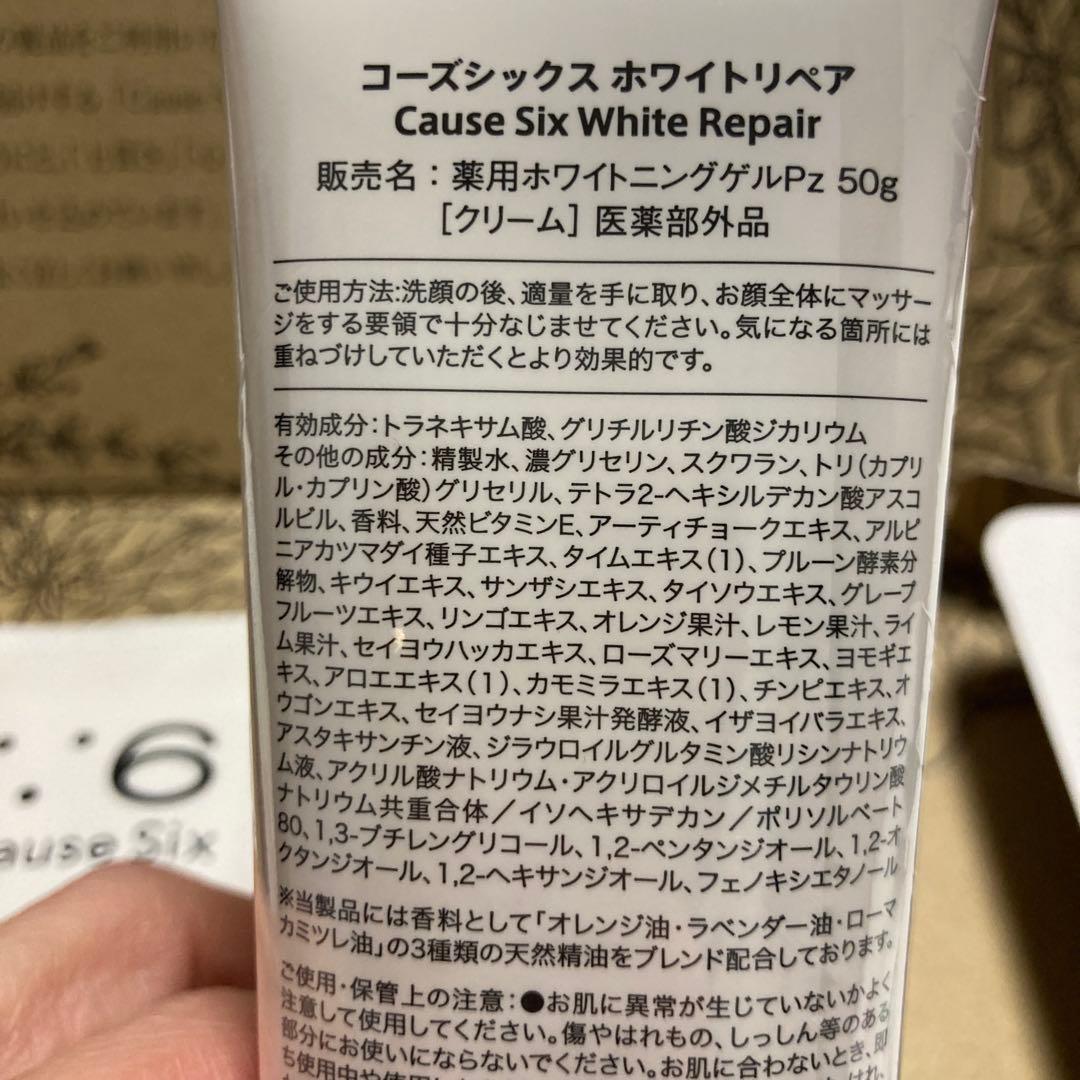 コーズシックス ホワイトリペア
Cause Six White Repair
販売名：薬用ホワイトニングゲルPz 50g
［クリーム］医薬部外品
ご使用方法:洗顔の後、適量を手に取り、お顔全体にマッサー
ジをする要領で十分なじませてください。気になる箇所には
重ねづけしていただくとより効果的です。
有効成分：トラネキサム酸、グリチルリチン酸ジカリウム
その他の成分：精製水、濃グリセリン、スクワラン、トリ（カプリ
ル・カプリン酸）グリセリル、テトラ2-ヘキシルデカン酸アスコ
ルビル、香料、天然ビタミンE、アーティチョークエキス、アルピ
ニアカツマダイ種子エキス、タイムエキス（1）、プルーン酵素分
解物、キウイエキス、サンザシエキス、タイソウエキス、グレープ
フルーツエキス、リンゴエキス、オレンジ果汁、レモン果汁、ライ
ム果汁、セイヨウハッカエキス、ローズマリーエキス、ヨモギエ
キス、アロエエキス（1）、カモミラエキス（1）、チンピエキス、オ
ウゴンエキス、セイヨウナシ果汁発酵液、イザヨイバラエキス、
アスタキサンチン液、ジラウロイルグルタミン酸リシンナトリウ
ム液、アクリル酸ナトリウム・アクリロイルジメチルタウリン酸
ナトリウム共重合体／イソヘキサデカン／ポリソルベート
80、1,3-ブチレングリコール、1,2-ペンタンジオール、1,2-オ
クタンジオール、1,2-ヘキサンジオール、フェノキシエタノール
※当製品には香料として「オレンジ油・ラベンダー油・ローマ
カミツレ油」の3種類の天然精油をブレンド配合しております。
ご使用・保管上の注意：●お肌に異常が生じていないかよく
注意して使用してください。傷やはれもの、しっしん等のある
部分にお使いにならないでください。お肌に合わないとき、即
ち使用中や使用
:6
ause Six